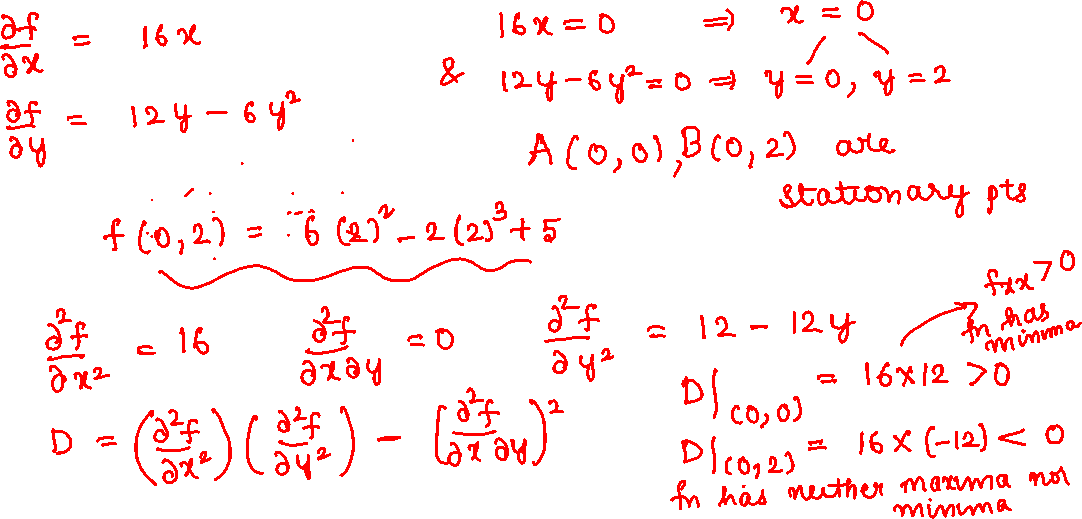 ∂f/∂x = 16x
16x = 0 ⇒ x = 0
∂f/∂y = 12y – 6y²
& 12y – 6y² = 0 ⇒ y = 0, y = 2
A(0,0), B(0,2) are
stationary pts
f(0,2) = 6(2)² – 2(2)³ + 5
∂²f/∂x² = 16 ∂²f/∂x∂y = 0 ∂²f/∂y² = 12 – 12y
fxx > 0
fn has
minima
D|(0,0) = 16×12 > 0
D = (∂²f/∂x²)(∂²f/∂y²) – (∂²f/∂x∂y)²
D|(0,2) = 16 × (-12) < 0
fn has neither maxima nor
minima